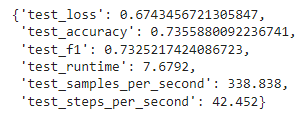 {'test_loss': 0.6743456721305847,
'test_accuracy': 0.7355880092236741,
'test_f1': 0.7325217424086723,
'test_runtime': 7.6792,
'test_samples_per_second': 338.838,
'test_steps_per_second': 42.452}